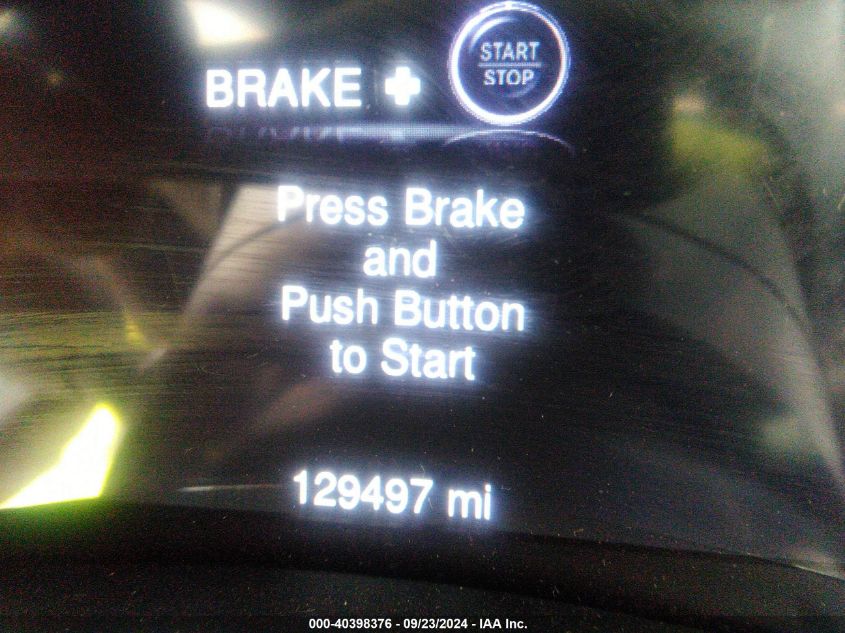 BRAKE + START
STOP
Press Brake
and
Push Button
to Start
129497 mi
000-40398376 - 09/23/2024 - IAA Inc.